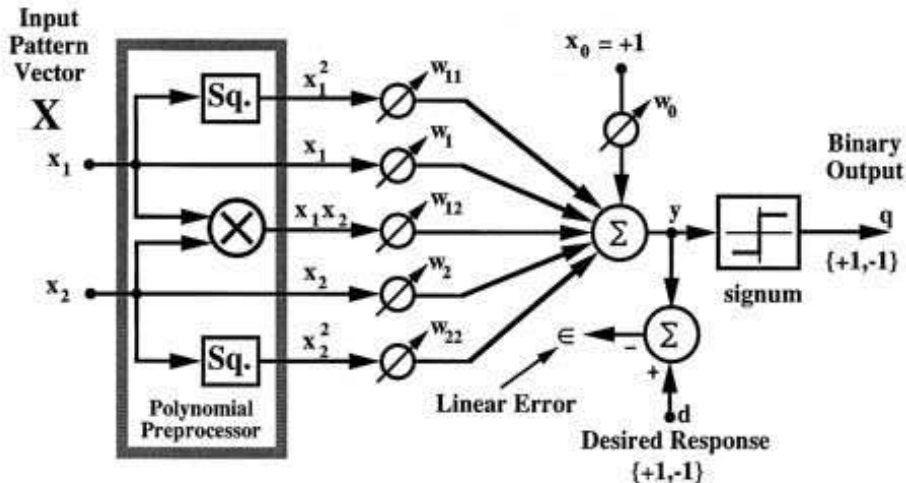 Input
Pattern
Vector
X
x₁
x₂
Sq.
Sq.
Polynomial
Preprocessor
x₁²
x₁
x₁x₂
x₂
x₂²
w₁₁
w₁
w₁₂
w₂
w₂₂
x₀ = +1
w₀
Σ
y
signum
Binary
Output
q
{+1,-1}
Σ
−
+
∈
Linear Error
d
Desired Response
{+1,-1}